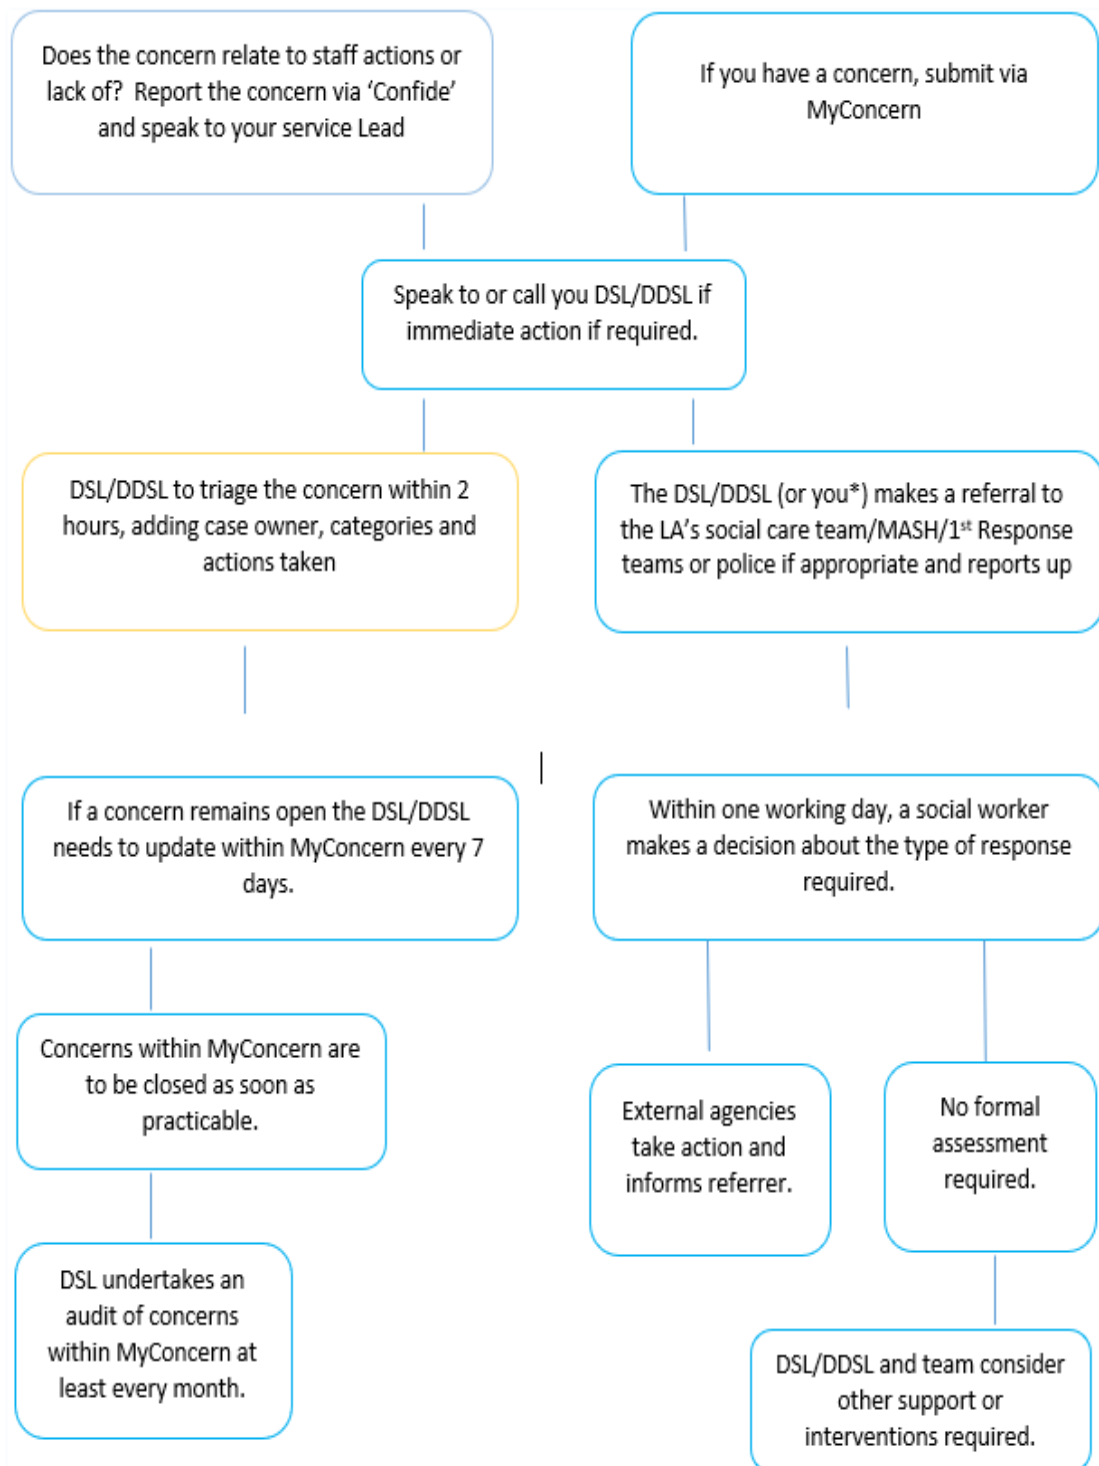 Does the concern relate to staff actions or
lack of? Report the concern via ‘Confide’
and speak to your service Lead
If you have a concern, submit via
MyConcern
Speak to or call you DSL/DDSL if
immediate action if required.
DSL/DDSL to triage the concern within 2
hours, adding case owner, categories and
actions taken
The DSL/DDSL (or you*) makes a referral to
the LA’s social care team/MASH/1st Response
teams or police if appropriate and reports up
If a concern remains open the DSL/DDSL
needs to update within MyConcern every 7
days.
Within one working day, a social worker
makes a decision about the type of response
required.
Concerns within MyConcern are
to be closed as soon as
practicable.
External agencies
take action and
informs referrer.
No formal
assessment
required.
DSL undertakes an
audit of concerns
within MyConcern at
least every month.
DSL/DDSL and team consider
other support or
interventions required.